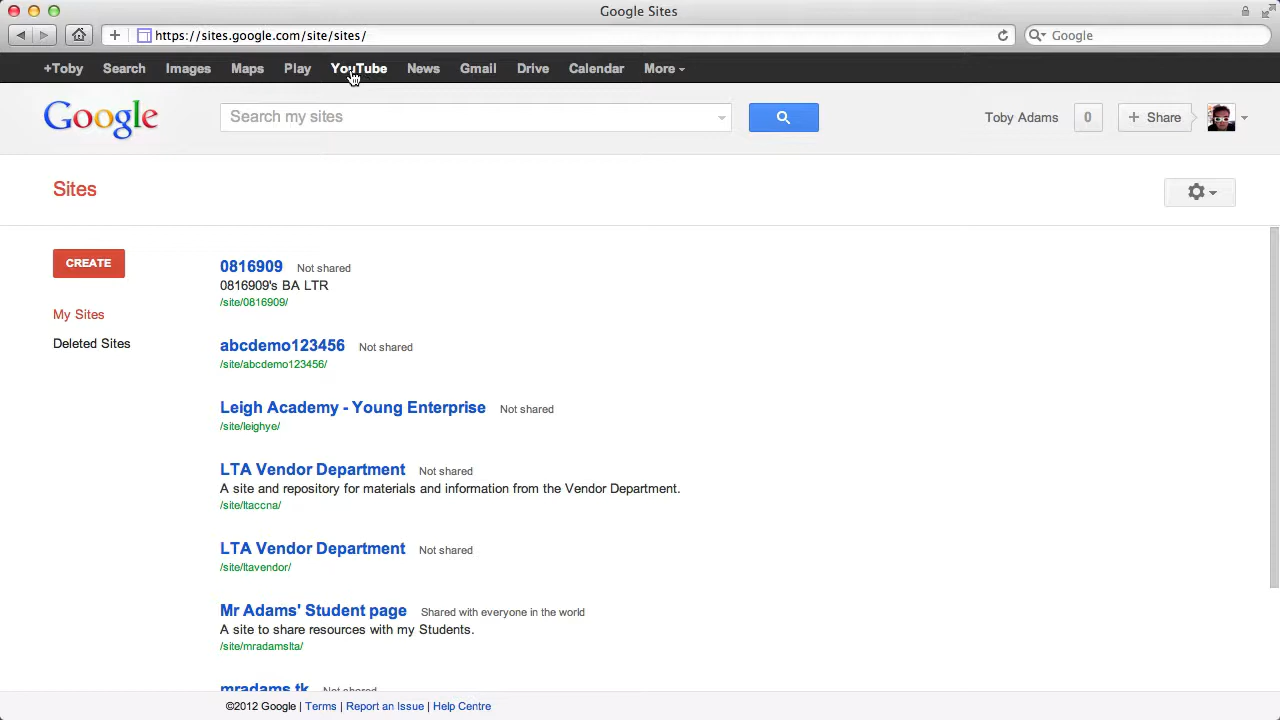 Google Sites
https://sites.google.com/site/sites/
Google
+Toby Search Images Maps Play YouTube News Gmail Drive Calendar More
Google
Search my sites
Toby Adams
0
+ Share
Sites
CREATE
My Sites
Deleted Sites
0816909 Not shared
0816909's BA LTR
/site/0816909/
abcdemo123456 Not shared
/site/abcdemo123456/
Leigh Academy - Young Enterprise Not shared
/site/leighye/
LTA Vendor Department Not shared
A site and repository for materials and information from the Vendor Department.
/site/ltaccna/
LTA Vendor Department Not shared
/site/ltavendor/
Mr Adams' Student page Shared with everyone in the world
A site to share resources with my Students.
/site/mradamslta/
mradams.tk Not shared
©2012 Google | Terms | Report an Issue | Help Centre